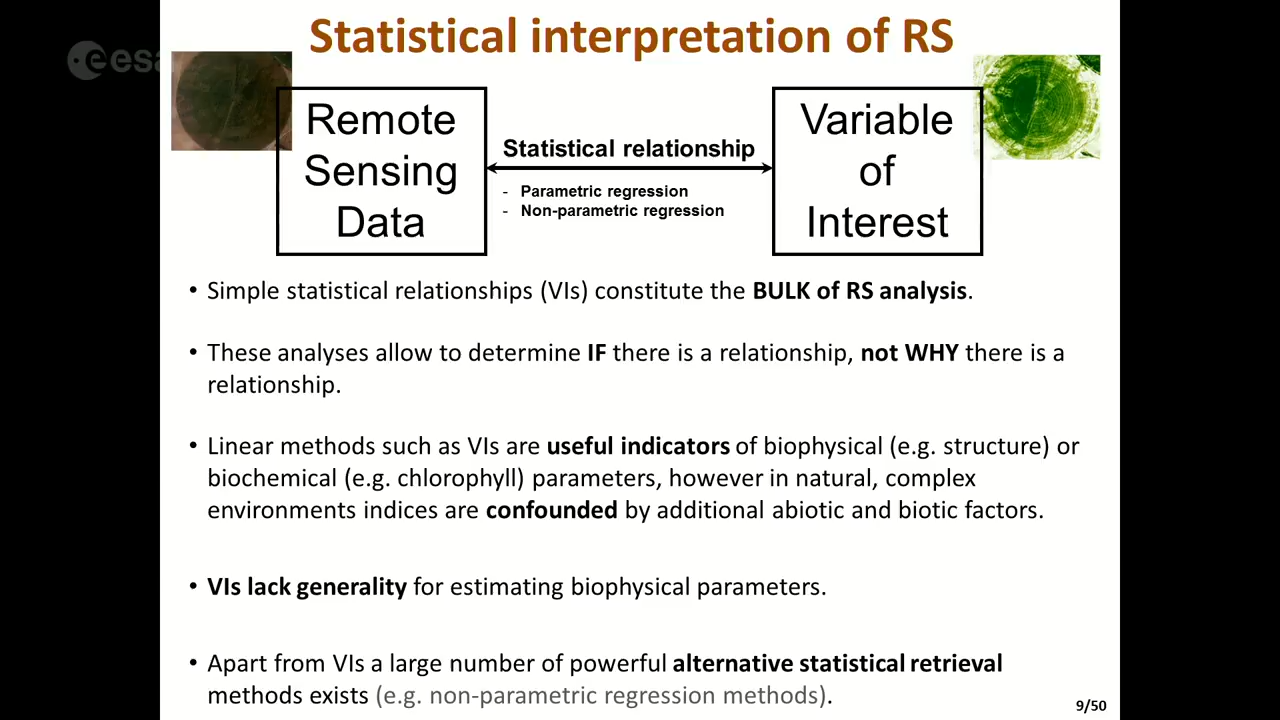 Statistical interpretation of RS
esa
Remote
Sensing
Data
Statistical relationship
- Parametric regression
- Non-parametric regression
Variable
of
Interest
• Simple statistical relationships (VIs) constitute the BULK of RS analysis.
• These analyses allow to determine IF there is a relationship, not WHY there is a
relationship.
• Linear methods such as VIs are useful indicators of biophysical (e.g. structure) or
biochemical (e.g. chlorophyll) parameters, however in natural, complex
environments indices are confounded by additional abiotic and biotic factors.
• VIs lack generality for estimating biophysical parameters.
• Apart from VIs a large number of powerful alternative statistical retrieval
methods exists (e.g. non-parametric regression methods).
9/50